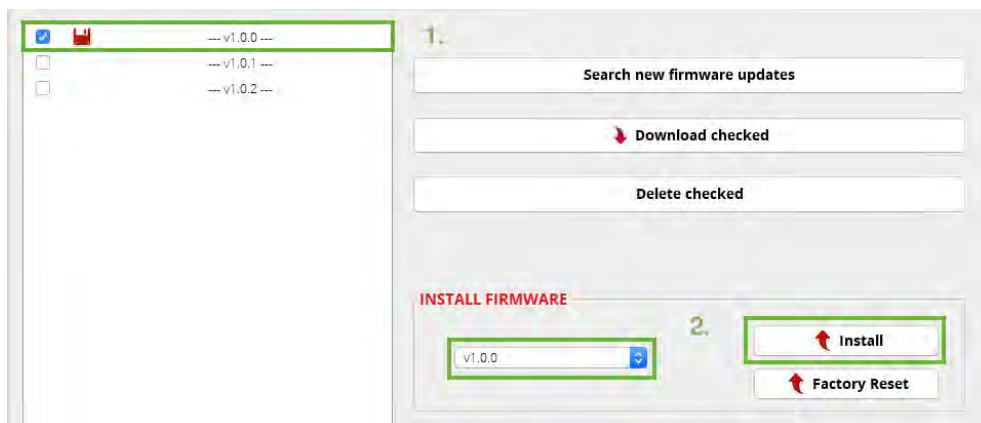 --- v1.0.0 ---
--- v1.0.1 ---
--- v1.0.2 ---
1.
Search new firmware updates
Download checked
Delete checked
INSTALL FIRMWARE
2.
v1.0.0
Install
Factory Reset